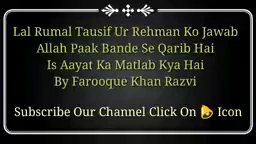 Lal Rumal Tausif Ur Rehman Ko Jawab
Allah Paak Bande Se Qarib Hai
Is Aayat Ka Matlab Kya Hai
By Farooque Khan Razvi
Subscribe Our Channel Click On 🔔 Icon